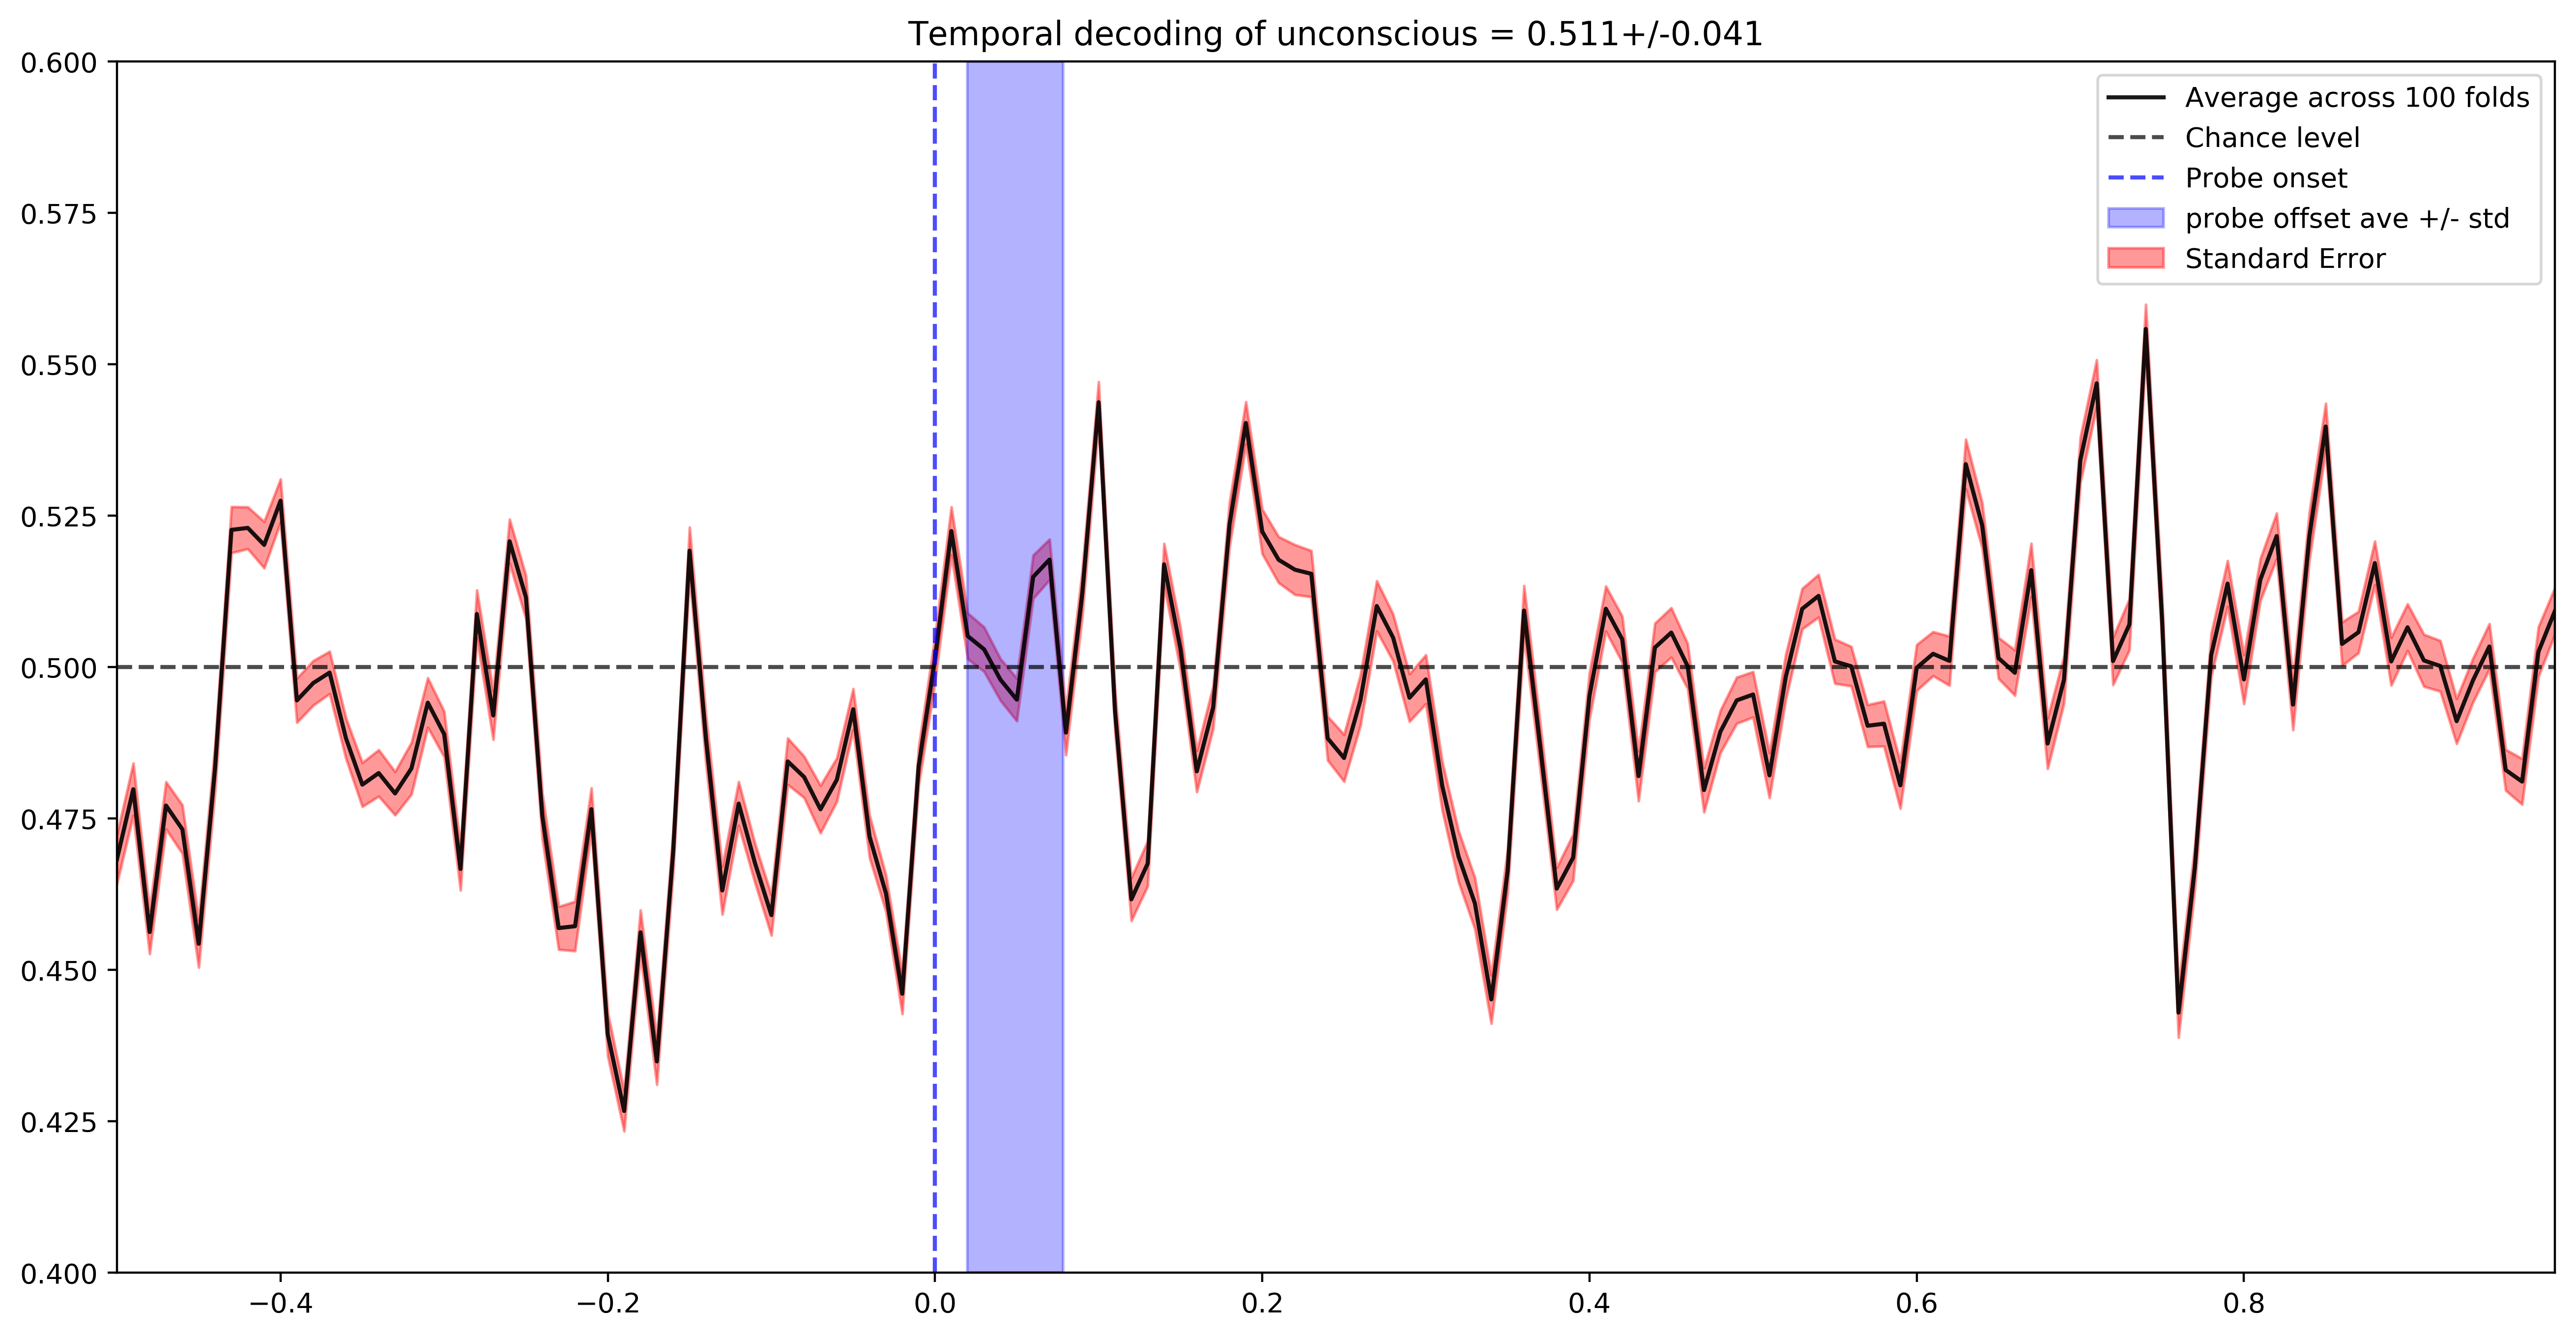 Temporal decoding of unconscious = 0.511+/-0.041
0.600
0.575
0.550
0.525
0.500
0.475
0.450
0.425
0.400
Average across 100 folds
Chance level
Probe onset
probe offset ave +/- std
Standard Error
−0.4 −0.2 0.0 0.2 0.4 0.6 0.8